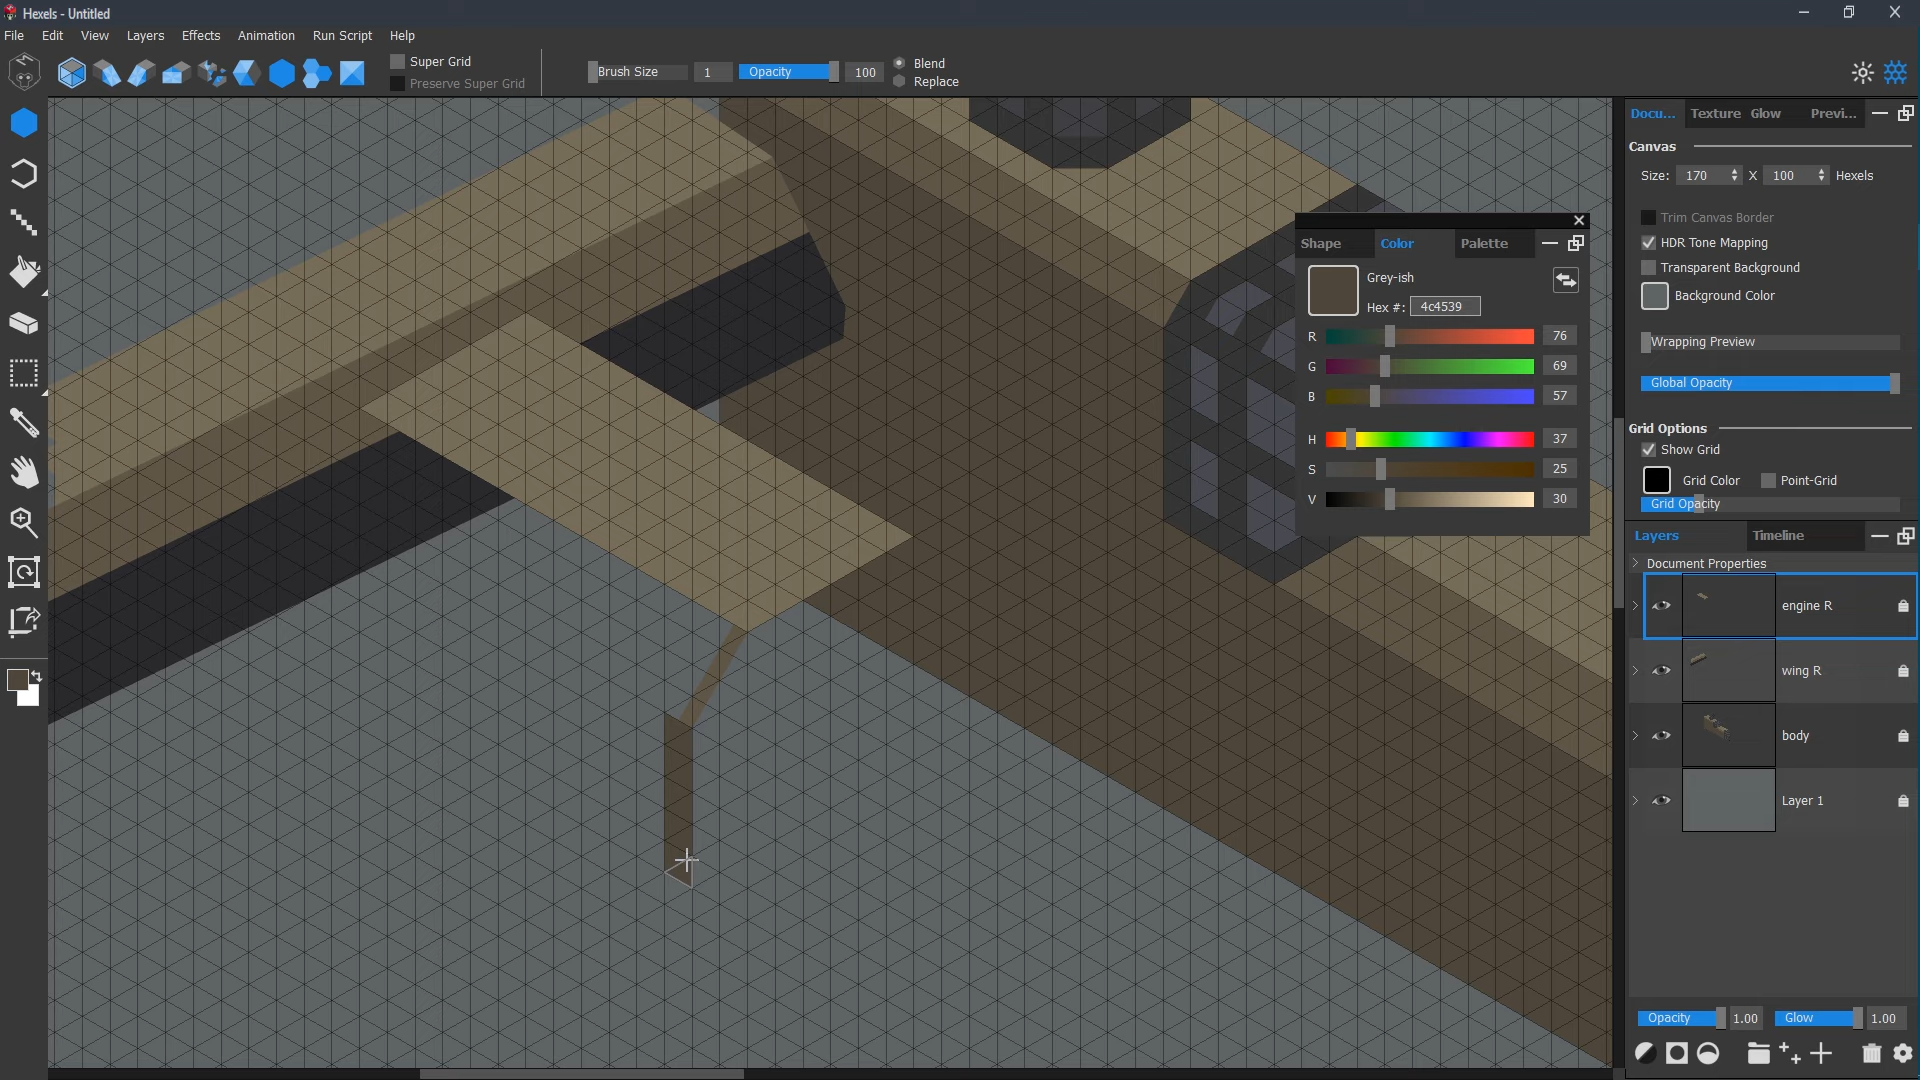 Hexels - Untitled
File Edit View Layers Effects Animation Run Script Help
Super Grid
Preserve Super Grid
Brush Size 1 Opacity 100
Blend
Replace
Docu... Texture Glow Previ...
Canvas
Size: 170 X 100 Hexels
Trim Canvas Border
HDR Tone Mapping
Transparent Background
Background Color
Wrapping Preview
Global Opacity
Grid Options
Show Grid
Grid Color Point-Grid
Grid Opacity
Shape Color Palette
Grey-ish
Hex #: 4c4539
R 76
G 69
B 57
H 37
S 25
V 30
Layers Timeline
Document Properties
engine R
wing R
body
Layer 1
Opacity 1.00 Glow 1.00